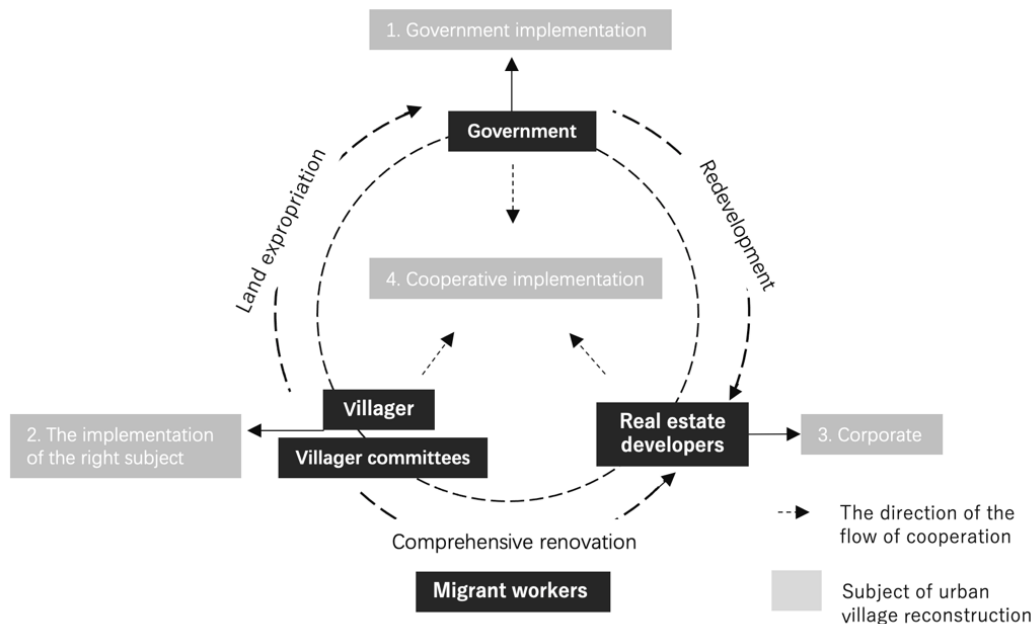 1. Government implementation
Government
Land expropriation
Redevelopment
4. Cooperative implementation
Villager
Villager committees
2. The implementation
of the right subject
Real estate
developers
3. Corporate
Comprehensive renovation
Migrant workers
The direction of the
flow of cooperation
Subject of urban
village reconstruction